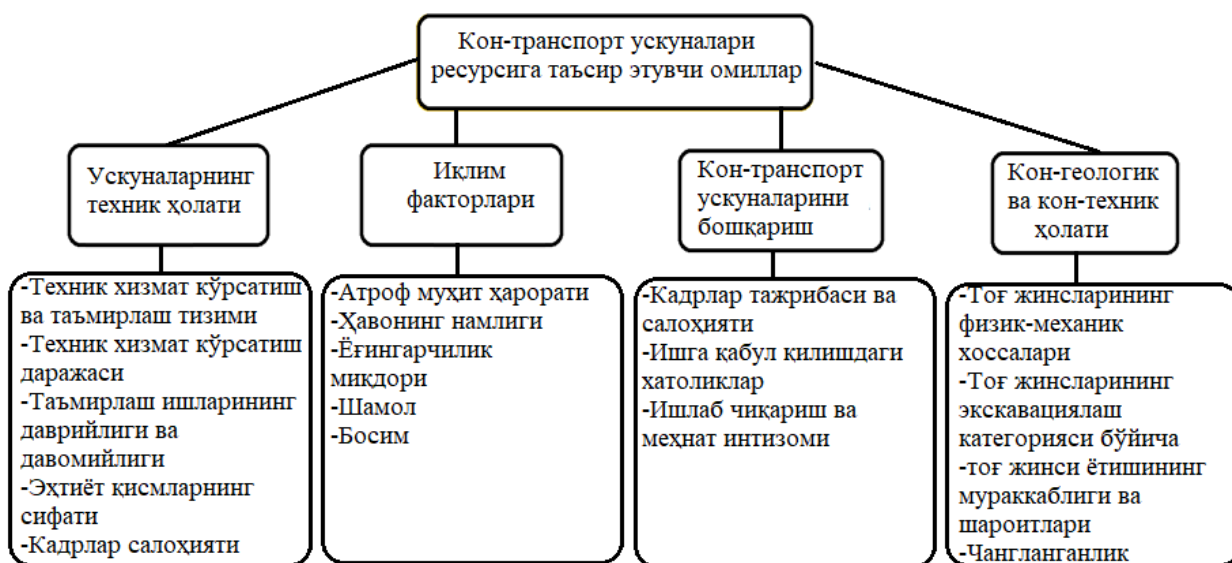 Кон-транспорт ускуналари
ресурсига таъсир этувчи омиллар
Ускуналарнинг
техник ҳолати
Иқлим
факторлари
Кон-транспорт
ускуналарини
бошқариш
Кон-геологик
ва кон-техник
ҳолати
-Техник хизмат кўрсатиш
ва таъмирлаш тизими
-Техник хизмат кўрсатиш
даражаси
-Таъмирлаш ишларининг
даврийлиги ва
давомийлиги
-Эҳтиёт қисмларнинг
сифати
-Кадрлар салоҳияти
-Атроф муҳит ҳарорати
-Ҳавонинг намлиги
-Ёғингарчилик
миқдори
-Шамол
-Босим
-Кадрлар тажрибаси ва
салоҳияти
-Ишга қабул қилишдаги
хатоликлар
-Ишлаб чиқариш ва
меҳнат интизоми
-Тоғ жинсларининг
физик-механик
хоссалари
-Тоғ жинсларининг
экскавациялаш
категорияси бўйича
-тоғ жинси ётишининг
мураккаблиги ва
шароитлари
-Чангланганлик